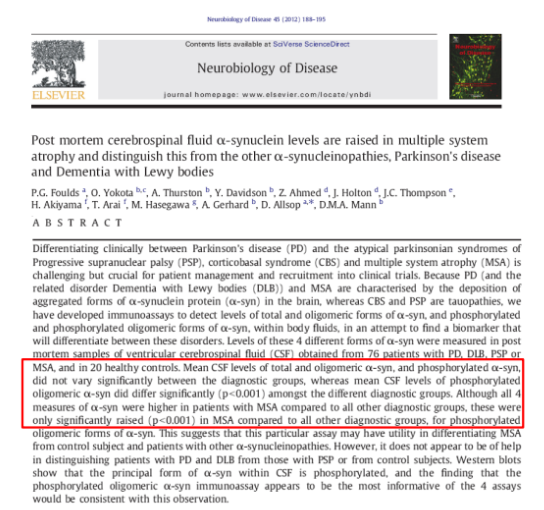 Neurobiology of Disease 45 (2012) 188–195
Contents lists available at SciVerse ScienceDirect
Neurobiology of Disease
journal homepage: www.elsevier.com/locate/ynbdi
ELSEVIER
Post mortem cerebrospinal fluid α-synuclein levels are raised in multiple system
atrophy and distinguish this from the other α-synucleinopathies, Parkinson's disease
and Dementia with Lewy bodies
P.G. Foulds a, O. Yokota b,c, A. Thurston b, Y. Davidson b, Z. Ahmed d, J. Holton d, J.C. Thompson e,
H. Akiyama f, T. Arai f, M. Hasegawa g, A. Gerhard b, D. Allsop a,*, D.M.A. Mann b
A B S T R A C T
Differentiating clinically between Parkinson's disease (PD) and the atypical parkinsonian syndromes of
Progressive supranuclear palsy (PSP), corticobasal syndrome (CBS) and multiple system atrophy (MSA) is
challenging but crucial for patient management and recruitment into clinical trials. Because PD (and the
related disorder Dementia with Lewy bodies (DLB)) and MSA are characterised by the deposition of
aggregated forms of α-synuclein protein (α-syn) in the brain, whereas CBS and PSP are tauopathies, we
have developed immunoassays to detect levels of total and oligomeric forms of α-syn, and phosphorylated
and phosphorylated oligomeric forms of α-syn, within body fluids, in an attempt to find a biomarker that
will differentiate between these disorders. Levels of these 4 different forms of α-syn were measured in post
mortem samples of ventricular cerebrospinal fluid (CSF) obtained from 76 patients with PD, DLB, PSP or
MSA, and in 20 healthy controls. Mean CSF levels of total and oligomeric α-syn, and phosphorylated α-syn,
did not vary significantly between the diagnostic groups, whereas mean CSF levels of phosphorylated
oligomeric α-syn did differ significantly (p<0.001) amongst the different diagnostic groups. Although all 4
measures of α-syn were higher in patients with MSA compared to all other diagnostic groups, these were
only significantly raised (p<0.001) in MSA compared to all other diagnostic groups, for phosphorylated
oligomeric forms of α-syn. This suggests that this particular assay may have utility in differentiating MSA
from control subject and patients with other α-synucleinopathies. However, it does not appear to be of help
in distinguishing patients with PD and DLB from those with PSP or from control subjects. Western blots
show that the principal form of α-syn within CSF is phosphorylated, and the finding that the
phosphorylated oligomeric α-syn immunoassay appears to be the most informative of the 4 assays
would be consistent with this observation.